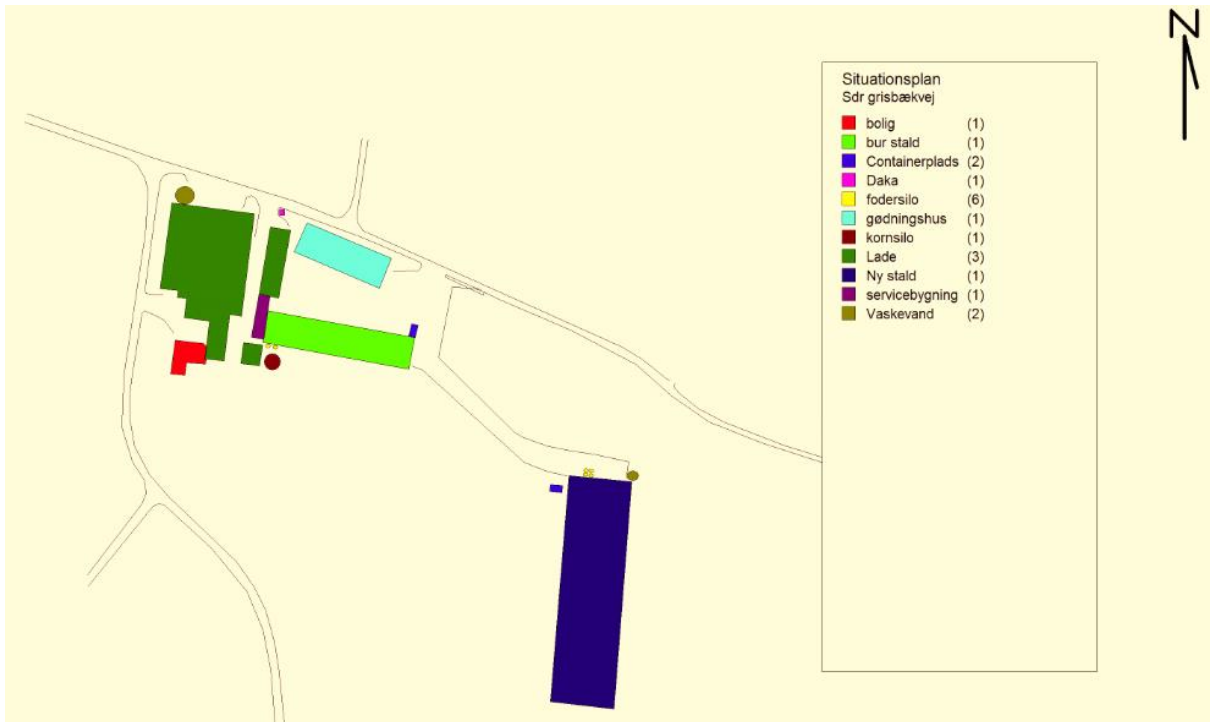 N
Situationsplan
Sdr grisbækvej
bolig (1)
bur stald (1)
Containerplads (2)
Daka (1)
fodersilo (6)
gødningshus (1)
kornsilo (1)
Lade (3)
Ny stald (1)
servicebygning (1)
Vaskevand (2)